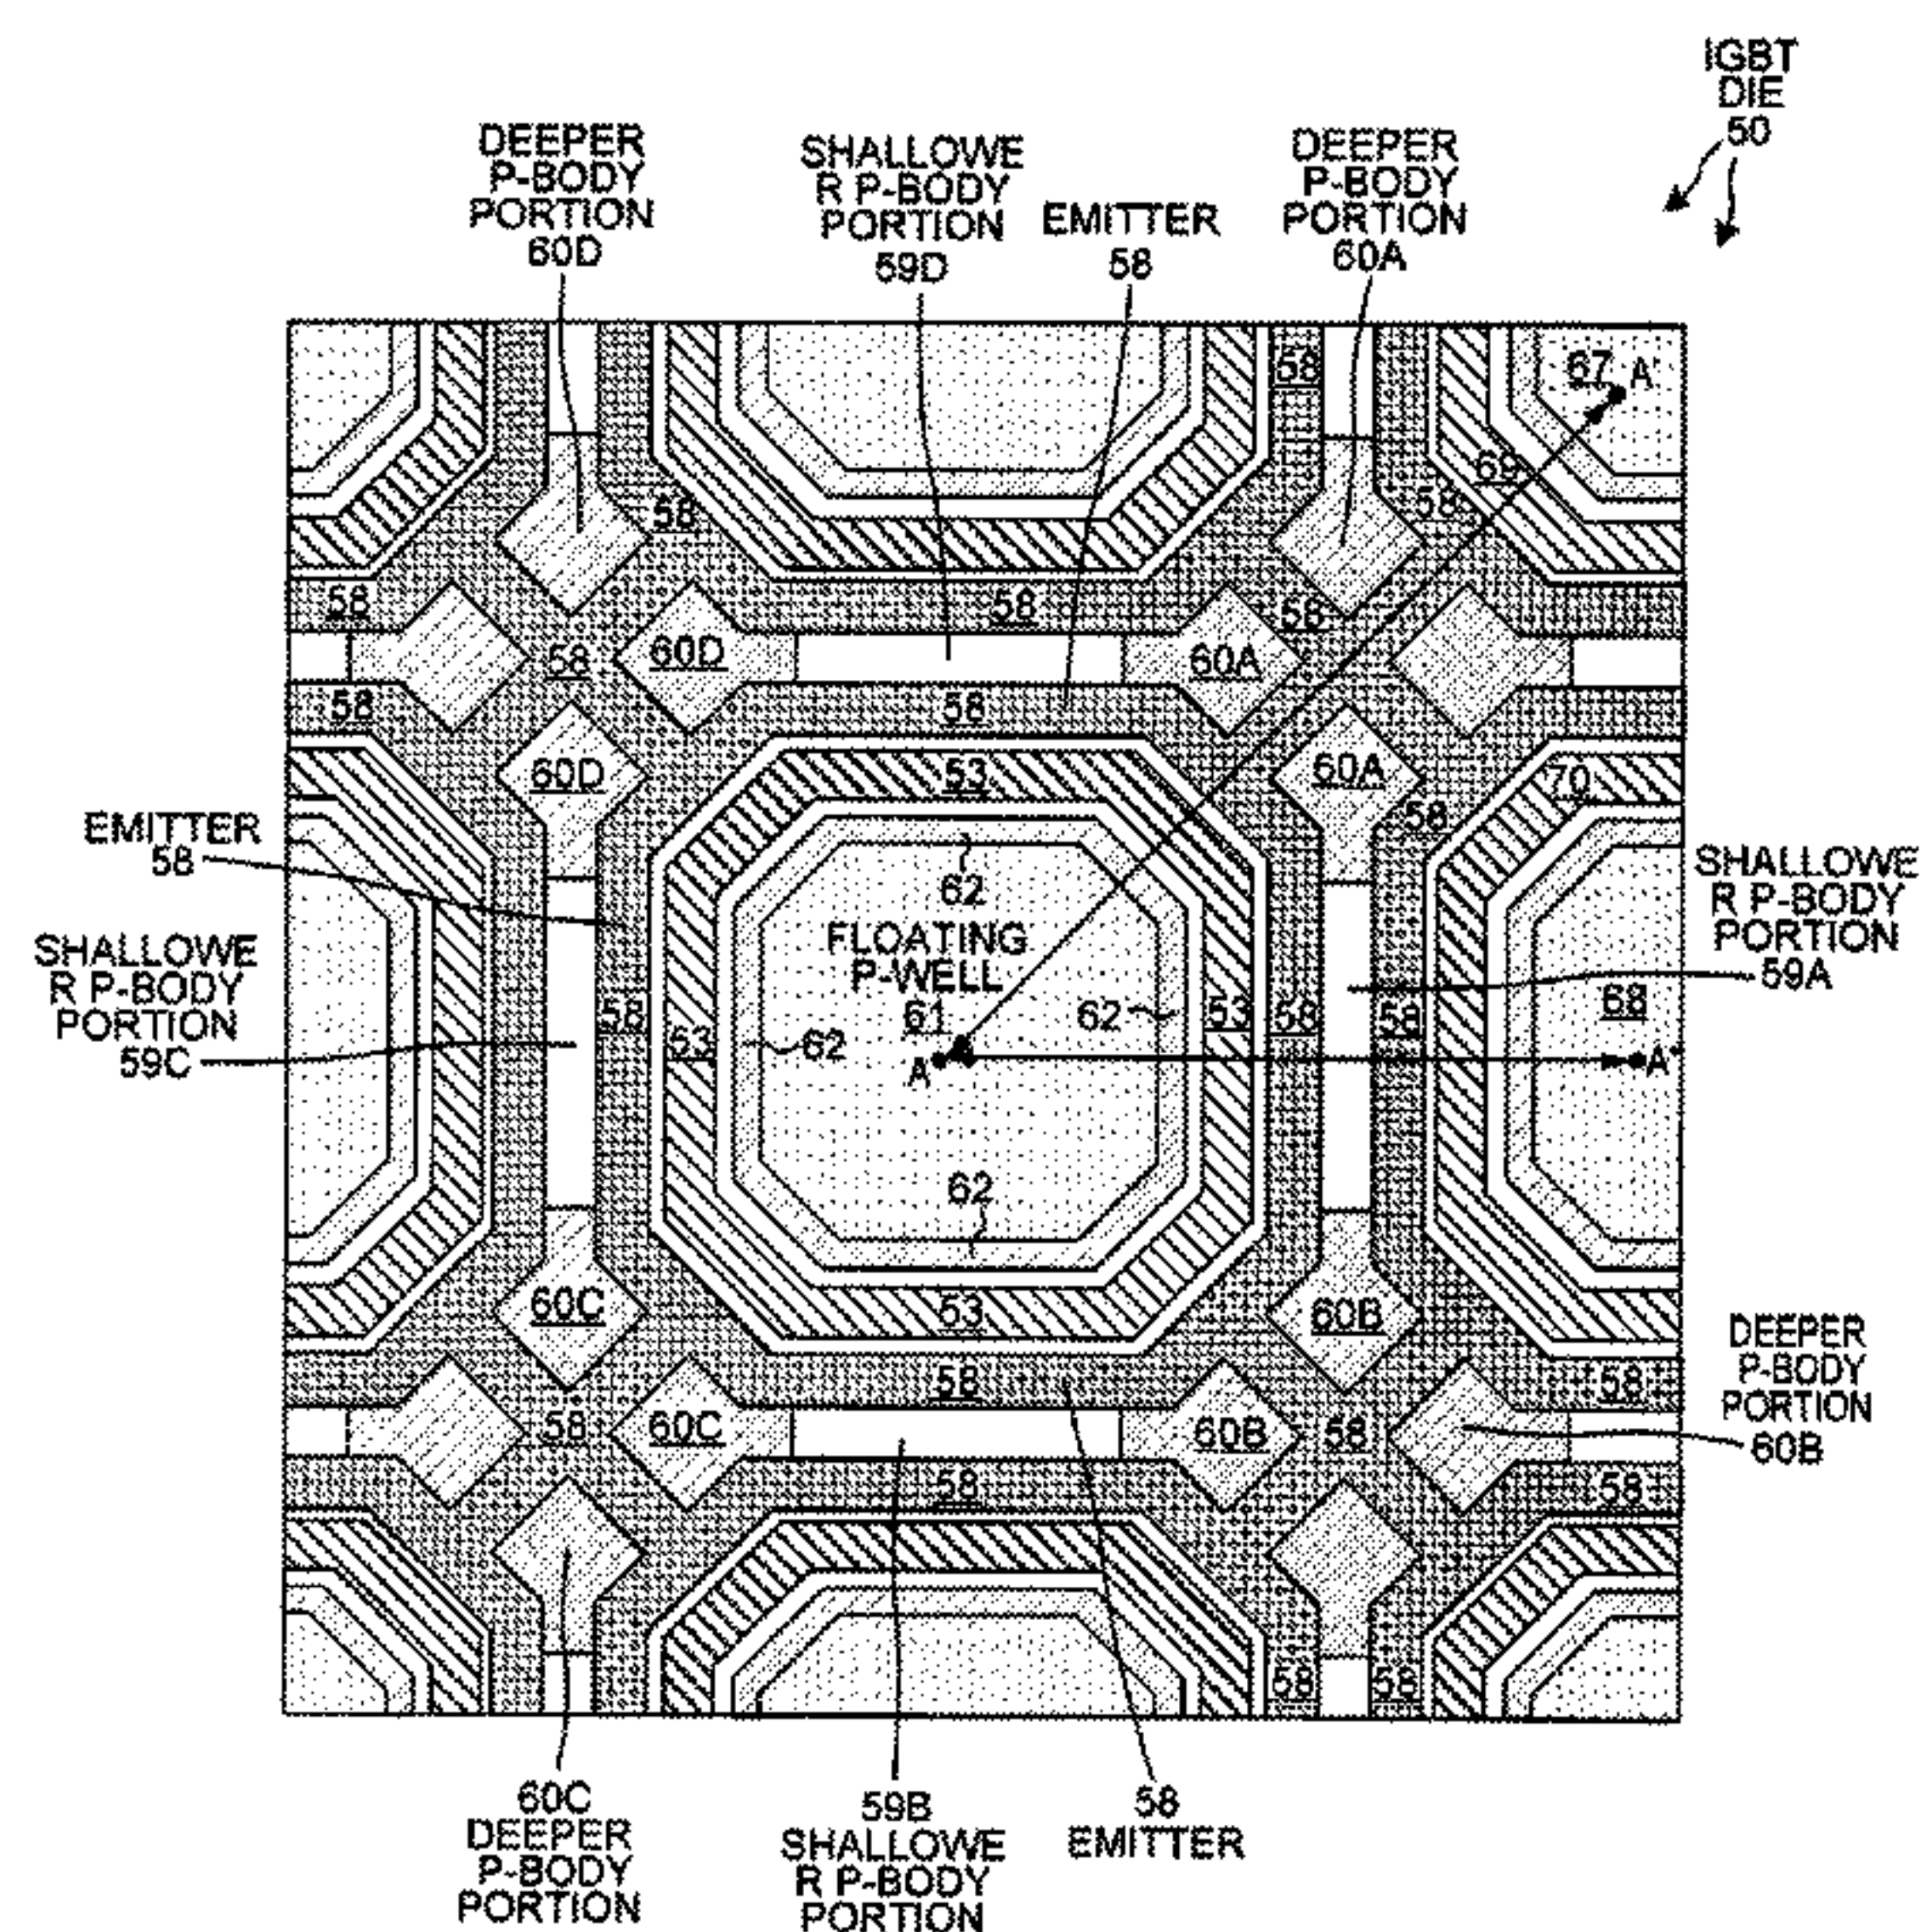 IGBT
DIE
50
DEEPER
P-BODY
PORTION
60D
SHALLOWE
R P-BODY
PORTION
59D
EMITTER
58
DEEPER
P-BODY
PORTION
60A
58
67 A'
69
58
58
58
58
58
58
60D
60A
58
58
60D
53
60A
70
58
EMITTER
58
62
SHALLOWE
R P-BODY
PORTION
59A
FLOATING
P-WELL
61
SHALLOWE
R P-BODY
PORTION
59C
58
53
62
62
53
58
58
68
A
A"
62
60C
53
60B
DEEPER
P-BODY
PORTION
60B
58
58
58
60C
60B
58
58
58
58
58
60C
DEEPER
P-BODY
PORTION
59B
SHALLOWE
R P-BODY
PORTION
58
EMITTER